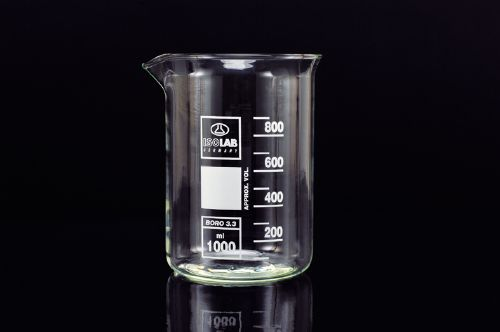 ISOLAB
GERMANY
APPROX. VOL.
BORO 3.3
ml
1000
800
600
400
200